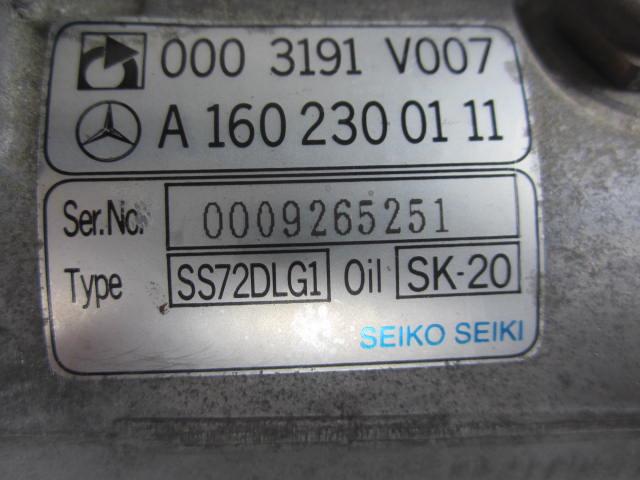 000 3191 V007
A 160 230 01 11
Ser.No. 0009265251
Type SS72DLG1 Oil SK-20
SEIKO SEIKI